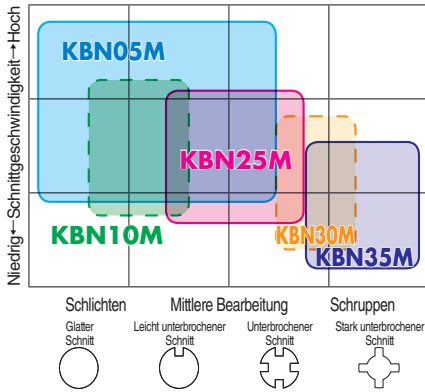 Niedrig←Schnittgeschwindigkeit→Hoch
KBN05M
KBN25M
KBN10M
KBN30M
KBN35M
Schlichten Mittlere Bearbeitung Schruppen
Glatter Schnitt
Leicht unterbrochener Schnitt
Unterbrochener Schnitt
Stark unterbrochener Schnitt